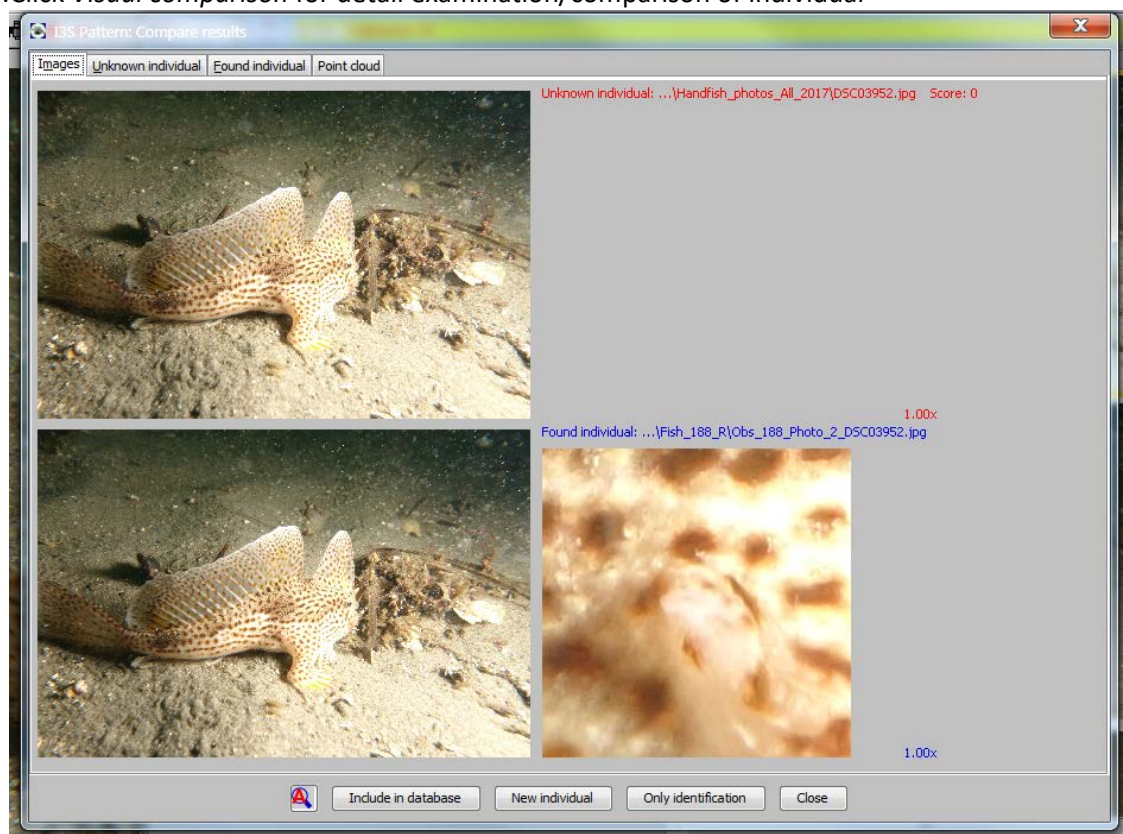 Click Visual comparison for detail examination/comparison of individual
I3S Pattern: Compare results
Images Unknown individual Found individual Point cloud
Unknown individual: ...\Handfish_photos_All_2017\DSC03952.jpg Score: 0
1.00x
Found individual: ...\Fish_188_R\Obs_188_Photo_2_DSC03952.jpg
1.00x
Include in database New individual Only identification Close